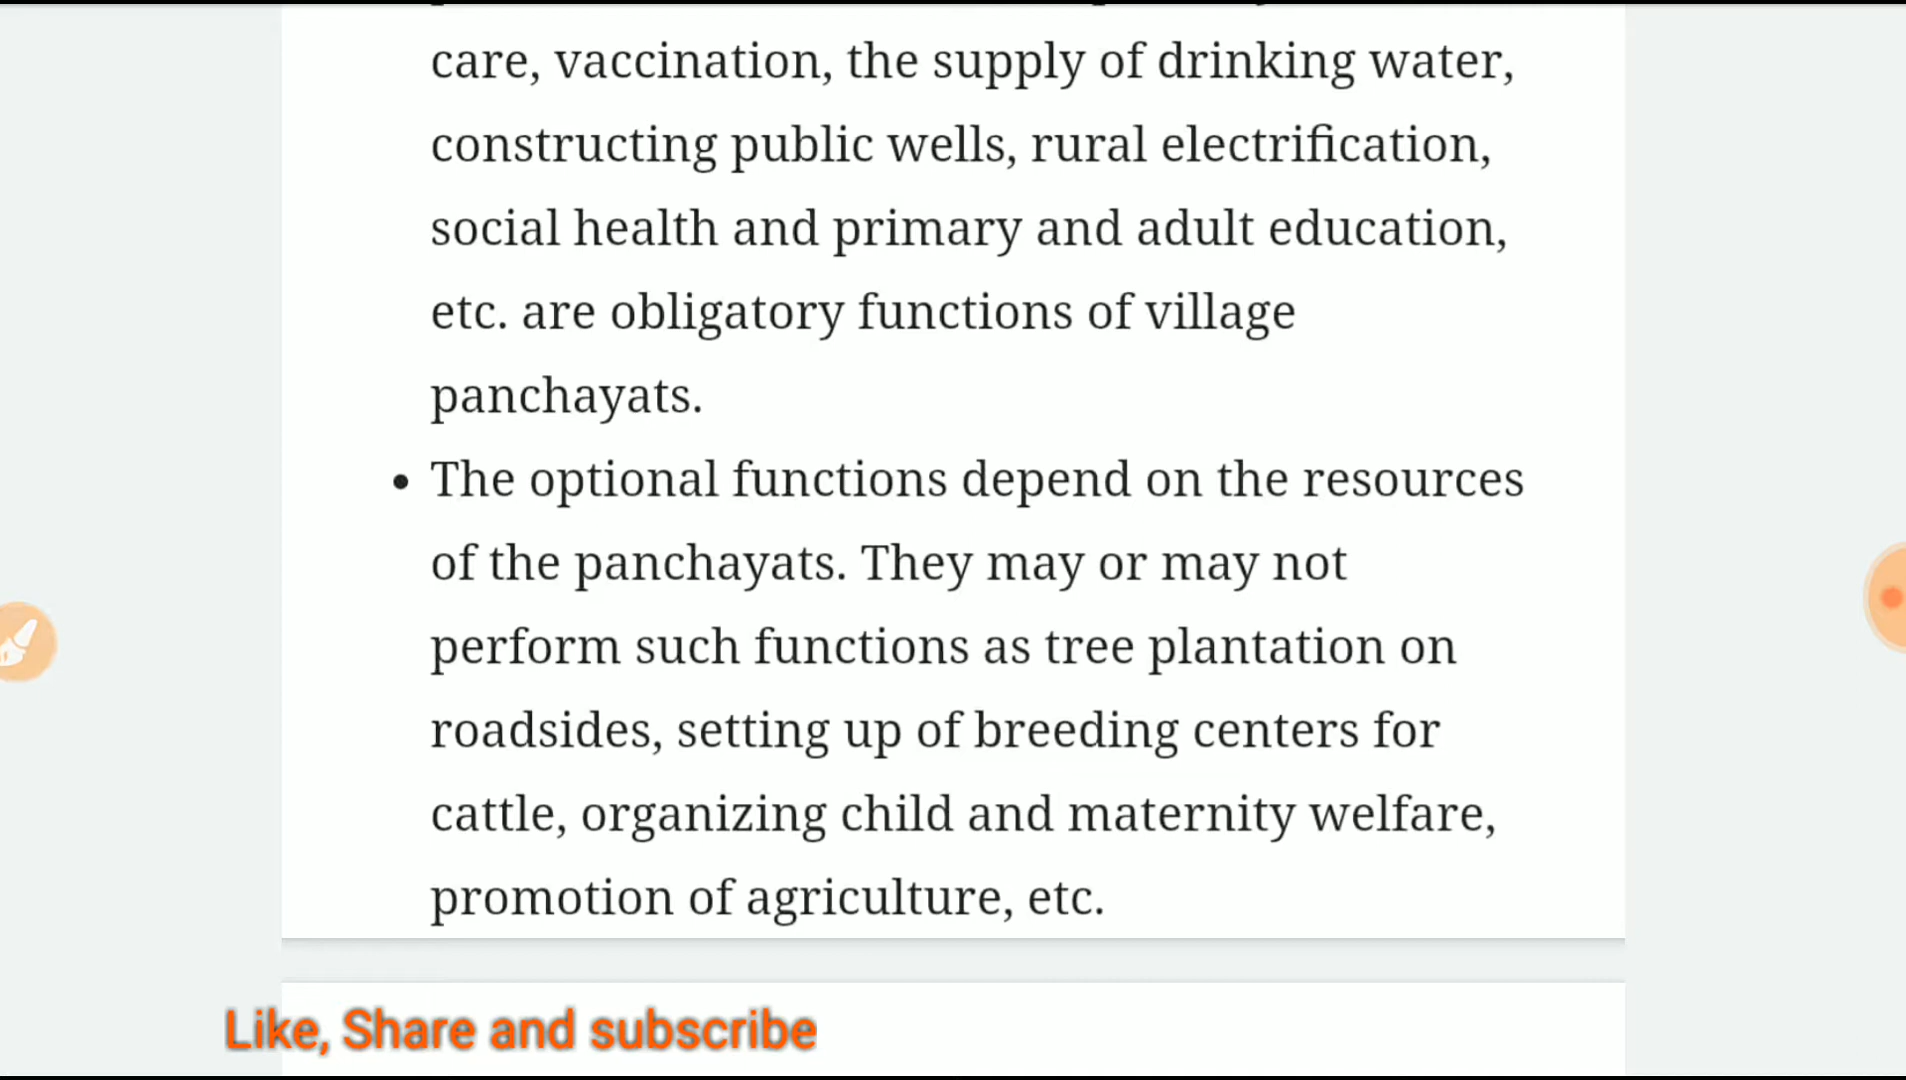 care, vaccination, the supply of drinking water,
constructing public wells, rural electrification,
social health and primary and adult education,
etc. are obligatory functions of village
panchayats.
• The optional functions depend on the resources
of the panchayats. They may or may not
perform such functions as tree plantation on
roadsides, setting up of breeding centers for
cattle, organizing child and maternity welfare,
promotion of agriculture, etc.
Like, Share and subscribe